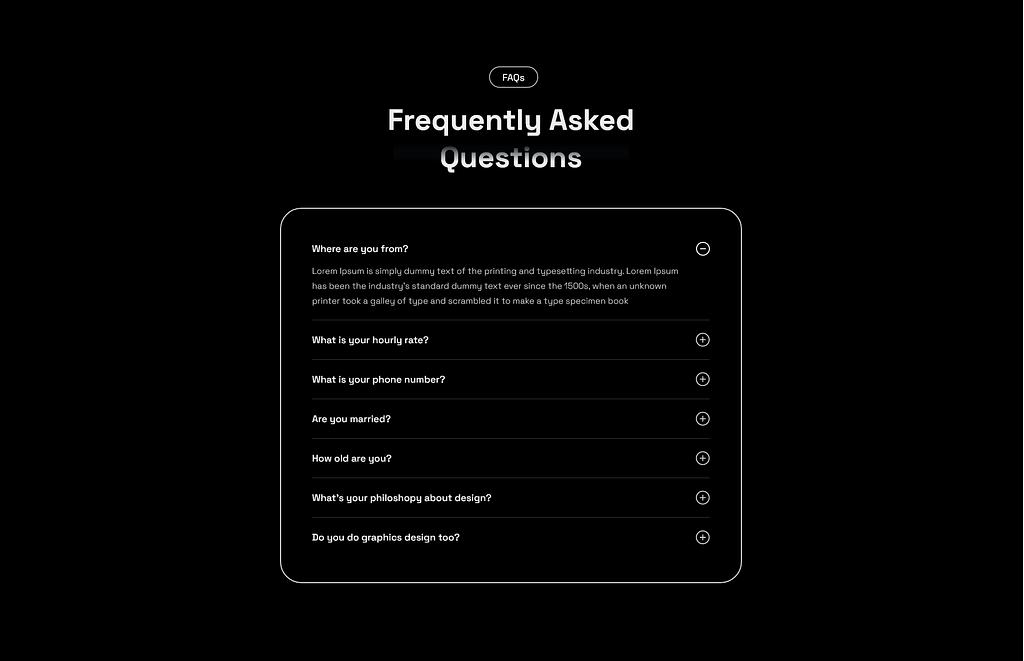 FAQs
Frequently Asked
Questions
Where are you from?
Lorem Ipsum is simply dummy text of the printing and typesetting industry. Lorem Ipsum
has been the industry's standard dummy text ever since the 1500s, when an unknown
printer took a galley of type and scrambled it to make a type specimen book
What is your hourly rate?
What is your phone number?
Are you married?
How old are you?
What's your philoshopy about design?
Do you do graphics design too?